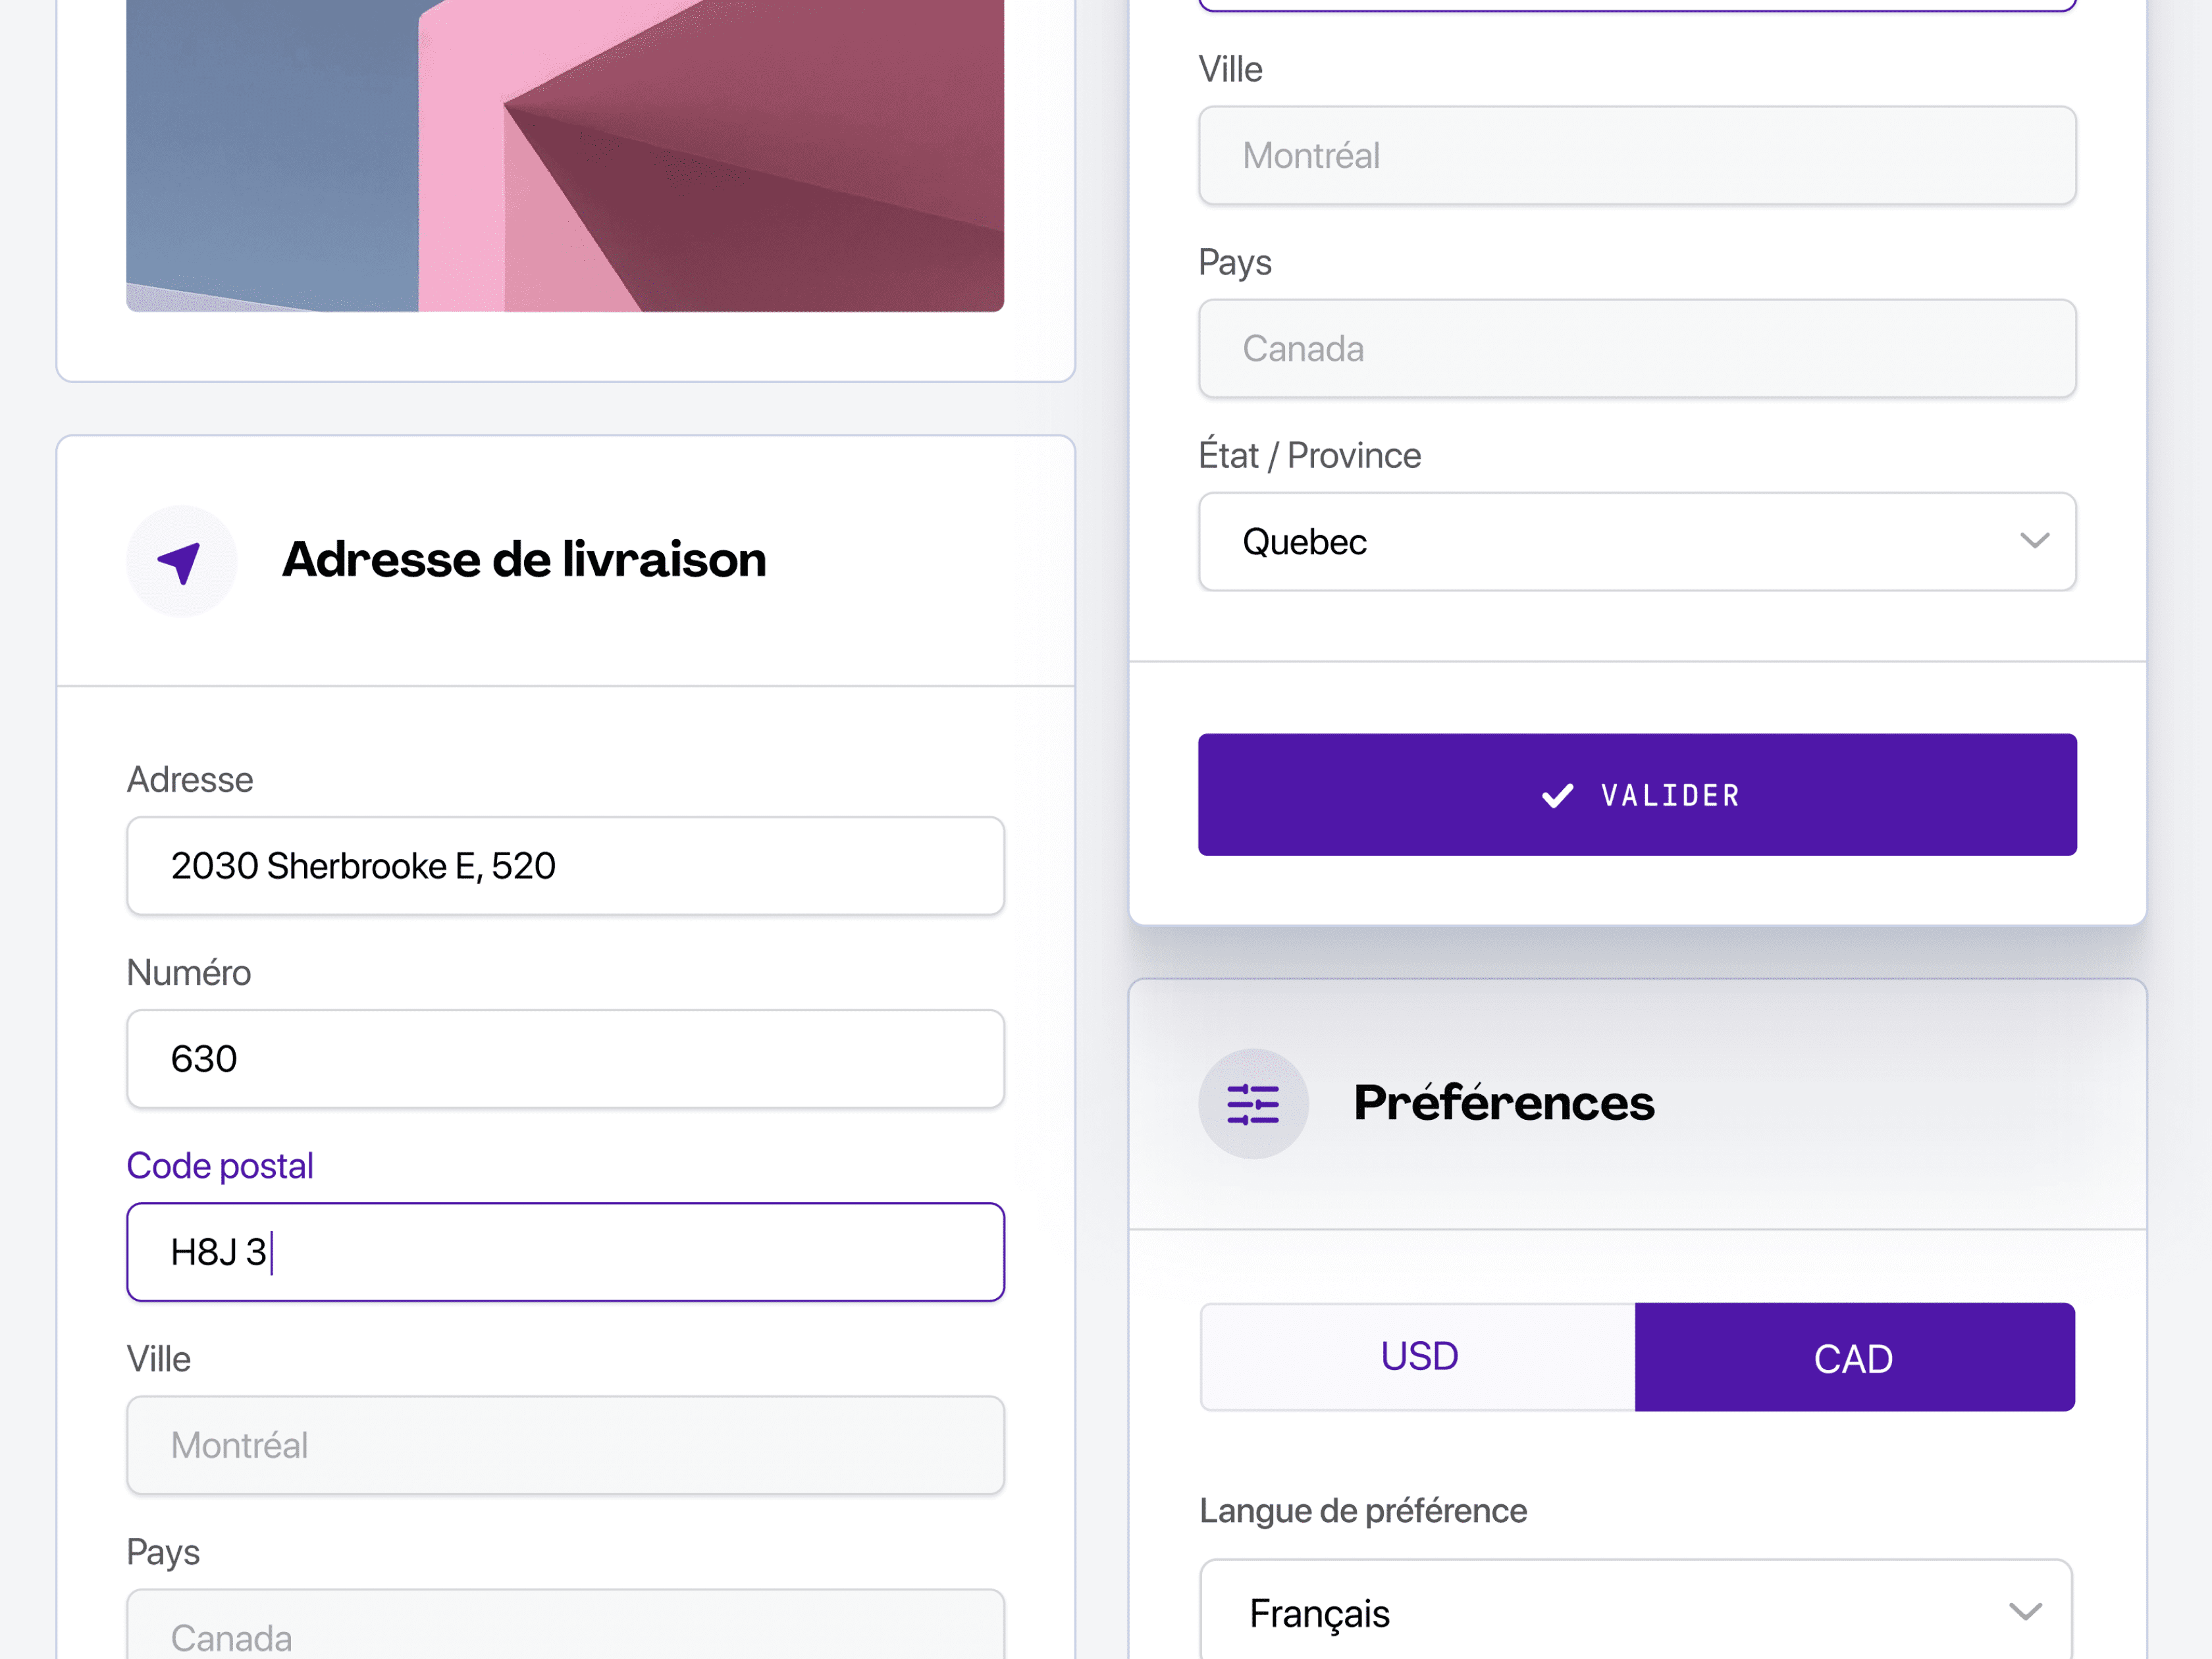 Adresse de livraison
Adresse
2030 Sherbrooke E, 520
Numéro
630
Code postal
H8J 3
Ville
Montréal
Pays
Canada
Ville
Montréal
Pays
Canada
État / Province
Quebec
VALIDER
Préférences
USD
CAD
Langue de préférence
Français